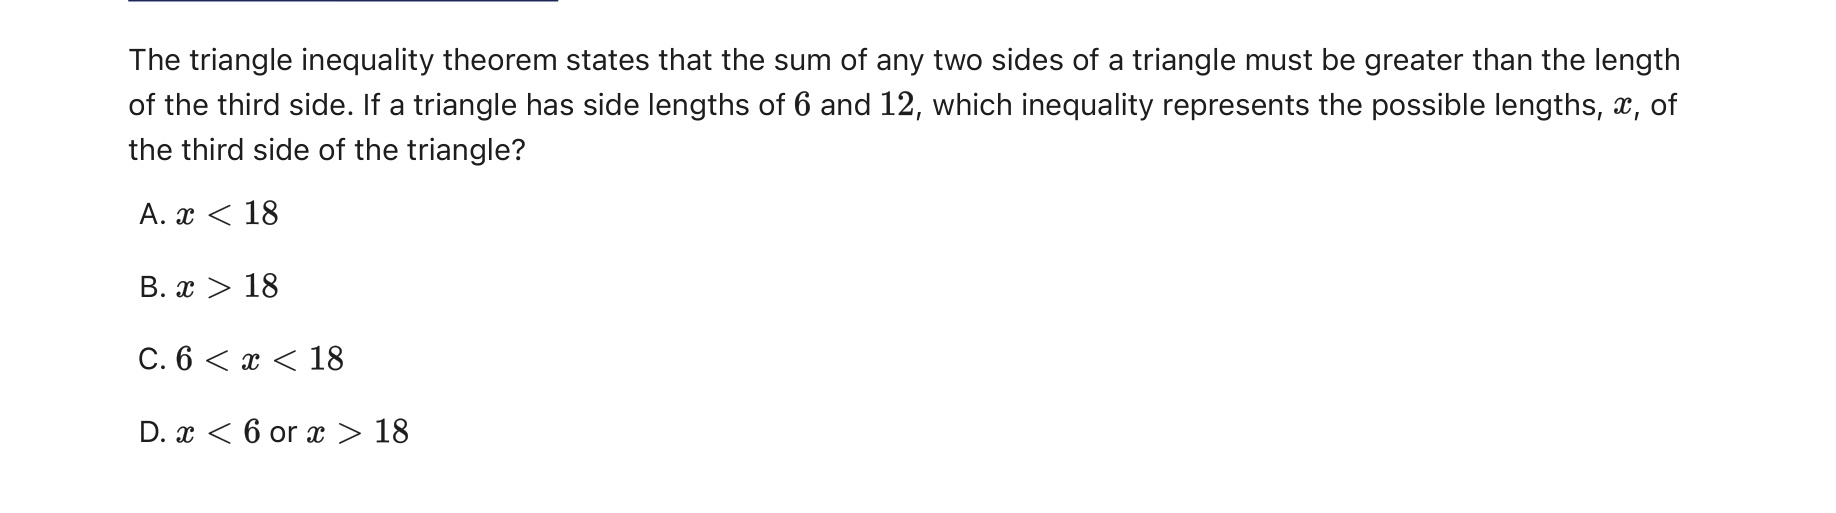 The triangle inequality theorem states that the sum of any two sides of a triangle must be greater than the length
of the third side. If a triangle has side lengths of 6 and 12, which inequality represents the possible lengths, x, of
the third side of the triangle?
A. x < 18
B. x > 18
C. 6 < x < 18
D. x < 6 or x > 18